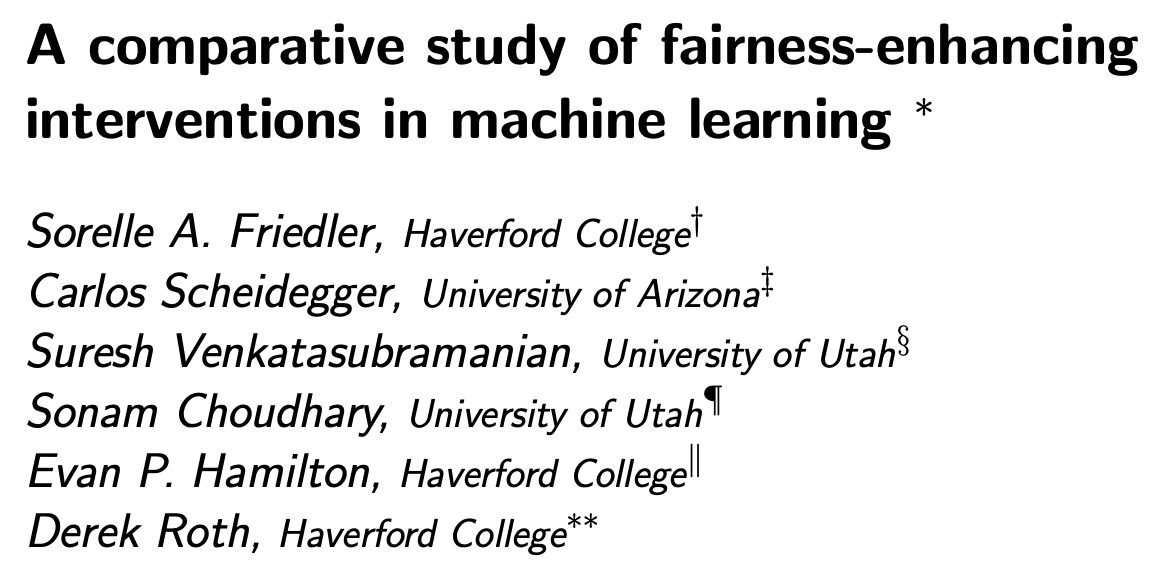 A comparative study of fairness-enhancing
interventions in machine learning *
Sorelle A. Friedler, Haverford College†
Carlos Scheidegger, University of Arizona‡
Suresh Venkatasubramanian, University of Utah§
Sonam Choudhary, University of Utah¶
Evan P. Hamilton, Haverford College‖
Derek Roth, Haverford College**